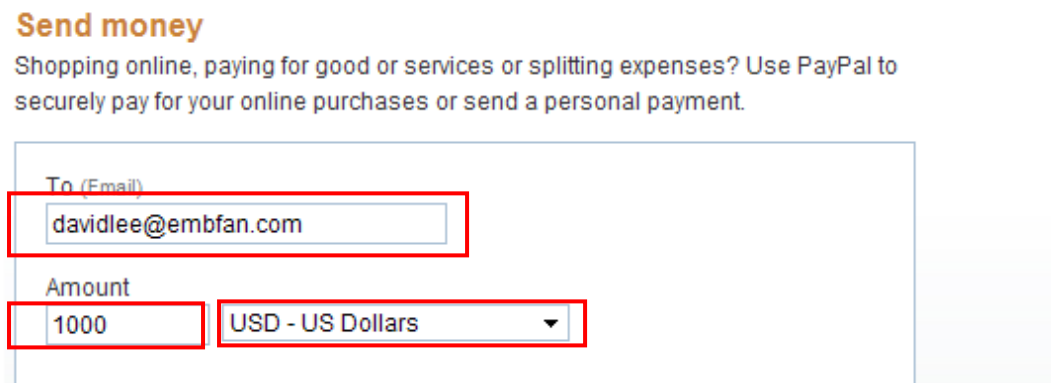 Send money
Shopping online, paying for good or services or splitting expenses? Use PayPal to
securely pay for your online purchases or send a personal payment.
To (Email)
davidlee@embfan.com
Amount
1000 USD - US Dollars